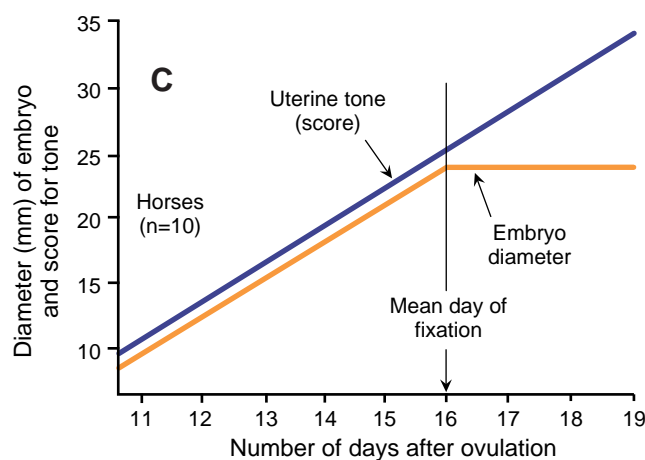 Diameter (mm) of embryo
and score for tone
35
30
25
20
15
10
C
Uterine tone
(score)
Horses
(n=10)
Embryo
diameter
Mean day of
fixation
11 12 13 14 15 16 17 18 19
Number of days after ovulation